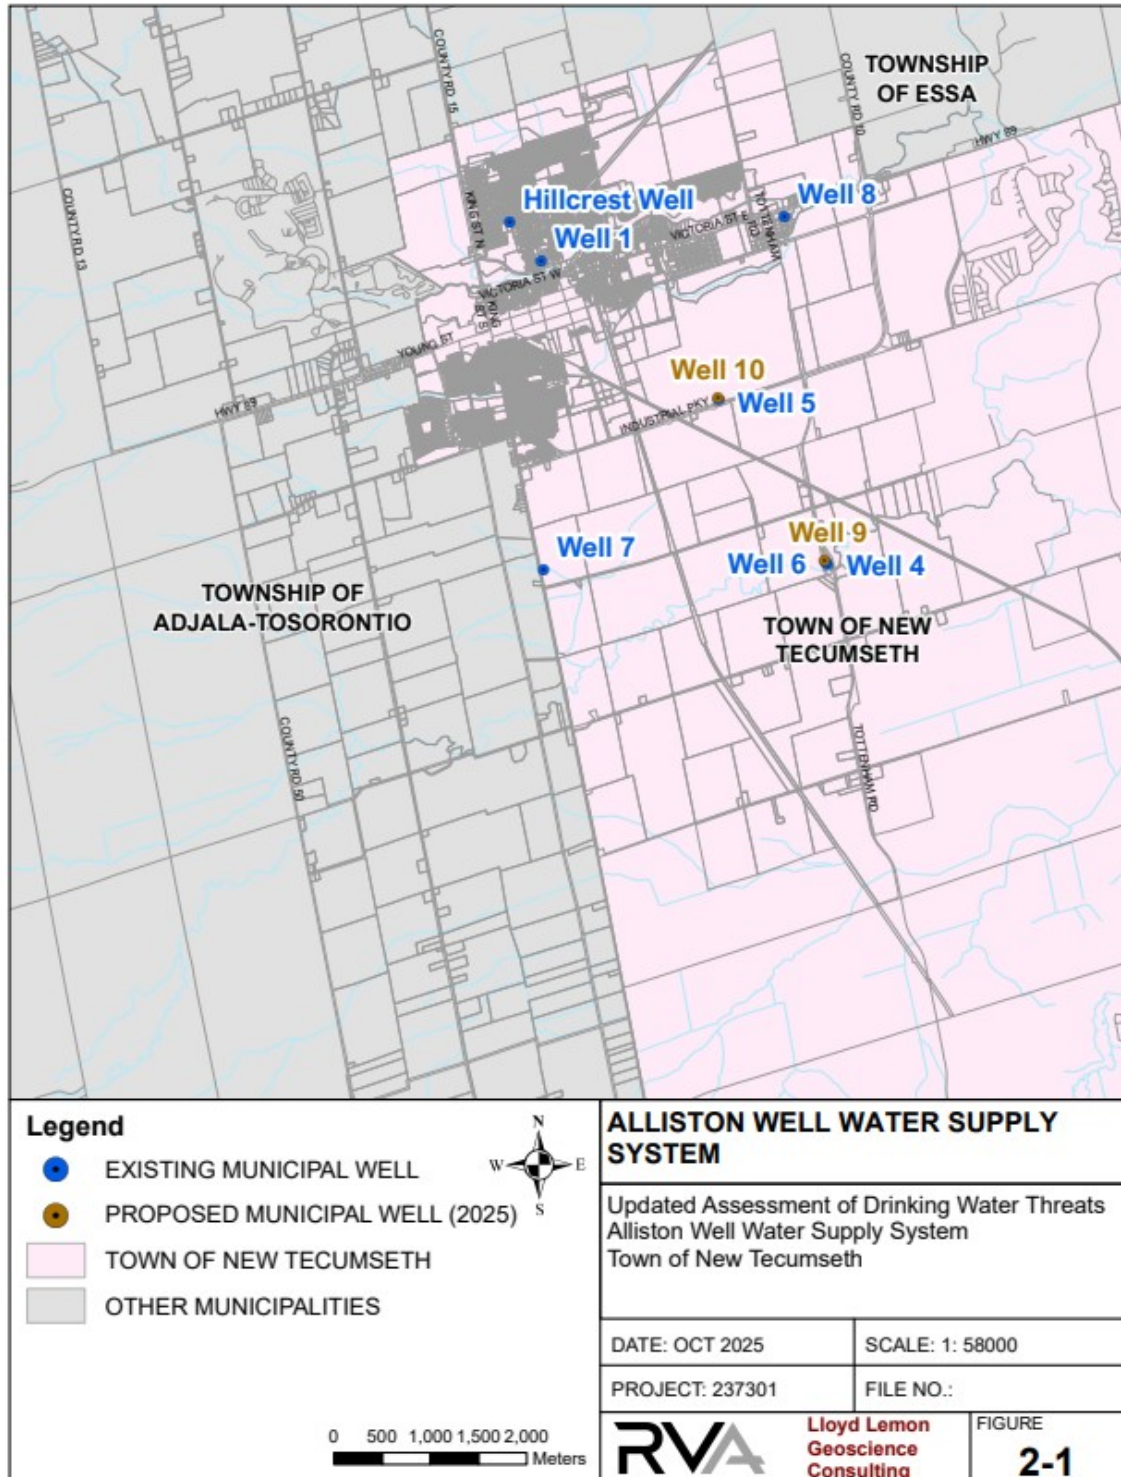 COUNTY RD 15
TOWNSHIP
OF ESSA
COUNTY RD 10
HWY 89
COUNTY RD 13
KING ST N
Hillcrest Well
Well 8
Well 1
VICTORIA ST E
TOTTENHAM
RD
VICTORIA ST W
KING
ST S
YOUNG ST
HWY 89
Well 10
Well 5
INDUSTRIAL PKY
Well 7
Well 9
Well 6
Well 4
TOWNSHIP OF
ADJALA-TOSORONTIO
TOWN OF NEW
TECUMSETH
COUNTY RD 50
TOTTENHAM RD
Legend
N
W
E
S
EXISTING MUNICIPAL WELL
PROPOSED MUNICIPAL WELL (2025)
TOWN OF NEW TECUMSETH
OTHER MUNICIPALITIES
0 500 1,000 1,500 2,000
Meters
ALLISTON WELL WATER SUPPLY
SYSTEM
Updated Assessment of Drinking Water Threats
Alliston Well Water Supply System
Town of New Tecumseth
DATE: OCT 2025
SCALE: 1: 58000
PROJECT: 237301
FILE NO.:
RVA
Lloyd Lemon
Geoscience
Consulting
FIGURE
2-1